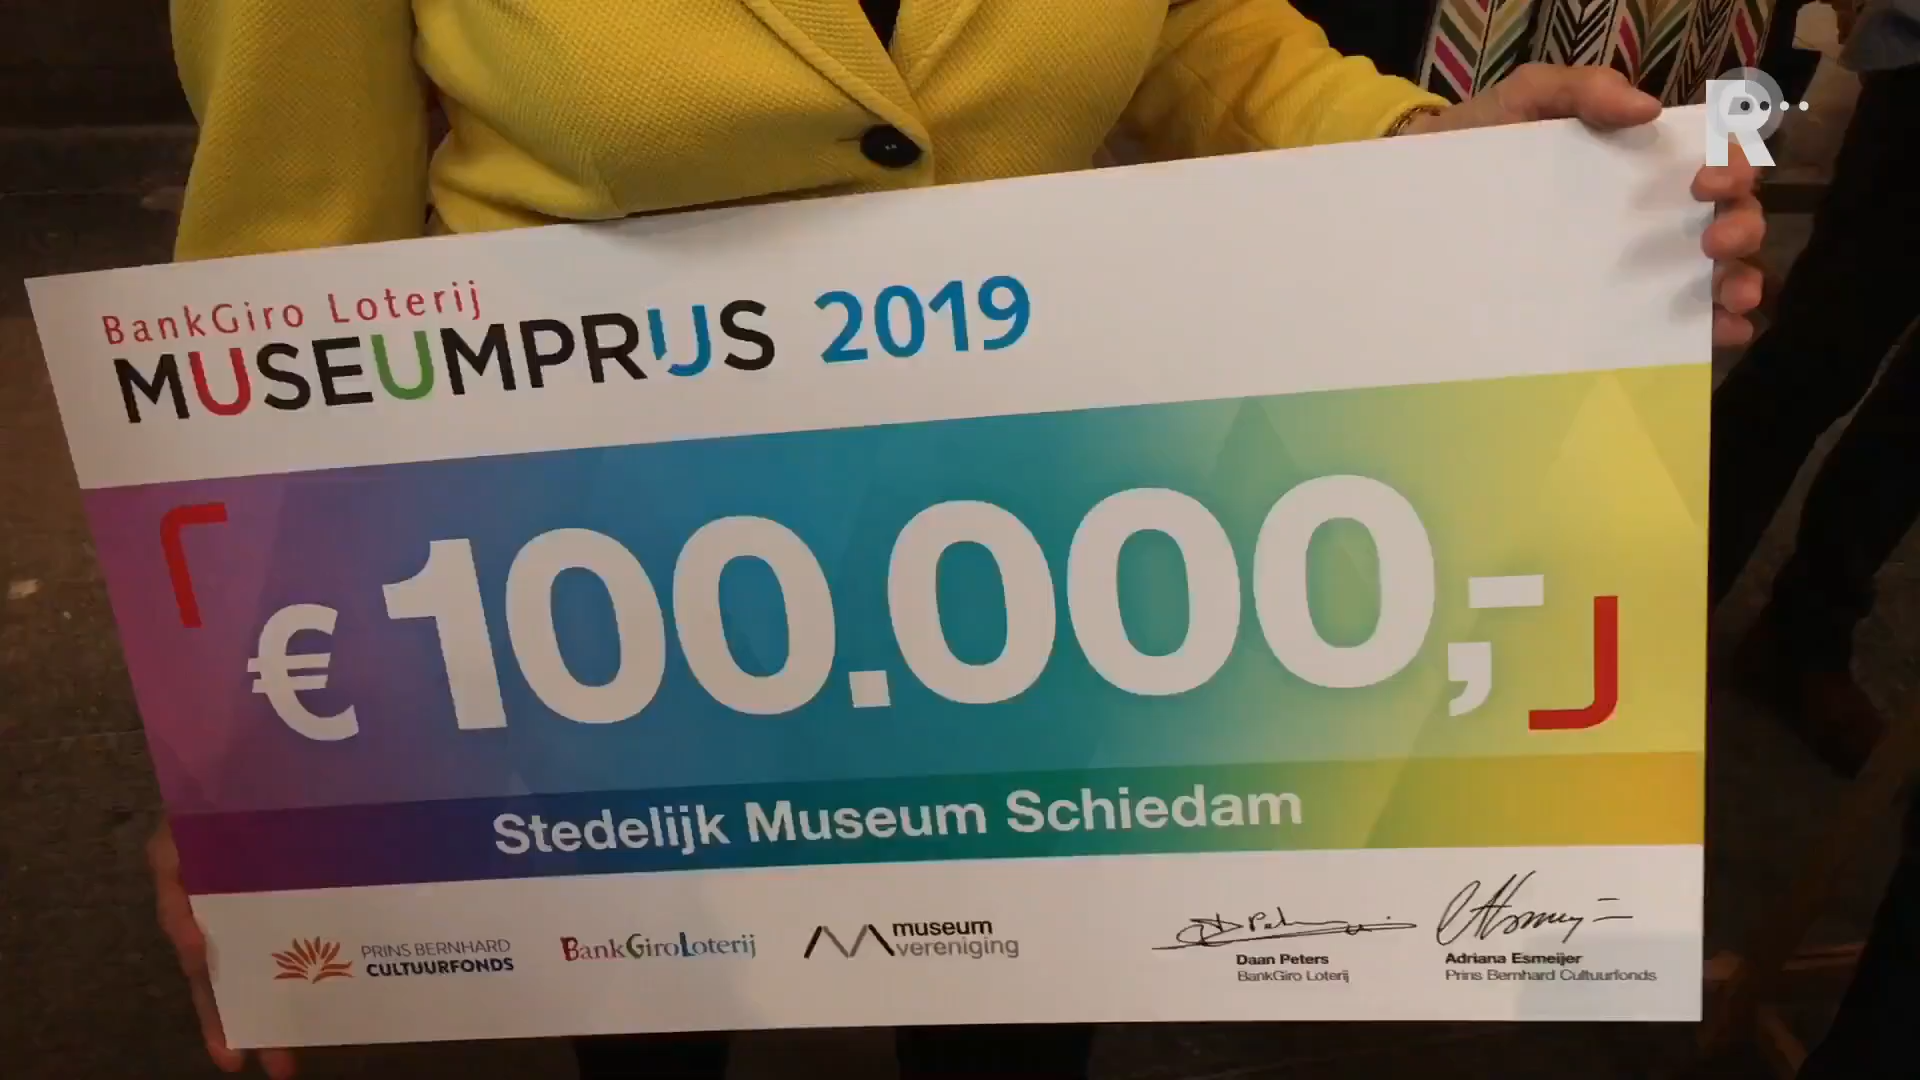 R
BankGiro Loterij
MUSEUMPRIJS 2019
€ 100.000,-
Stedelijk Museum Schiedam
PRINS BERNHARD
CULTUURFONDS
BankGiroLoterij
museum
vereniging
Daan Peters
BankGiro Loterij
Adriana Esmeijer
Prins Bernhard Cultuurfonds